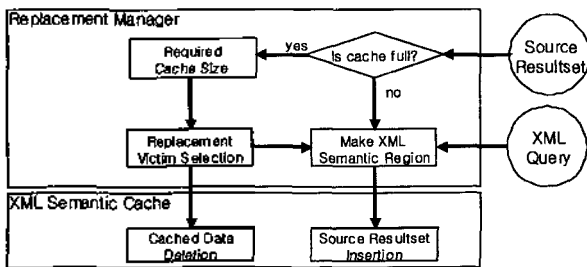 Replacement Manager
Required
Cache Size
yes
Is cache full?
Source
Resultset
no
Replacement
Victim Selection
Make XML
Semantic Region
XML
Query
XML Semantic Cache
Cached Data
Deletion
Source Resultset
Insertion